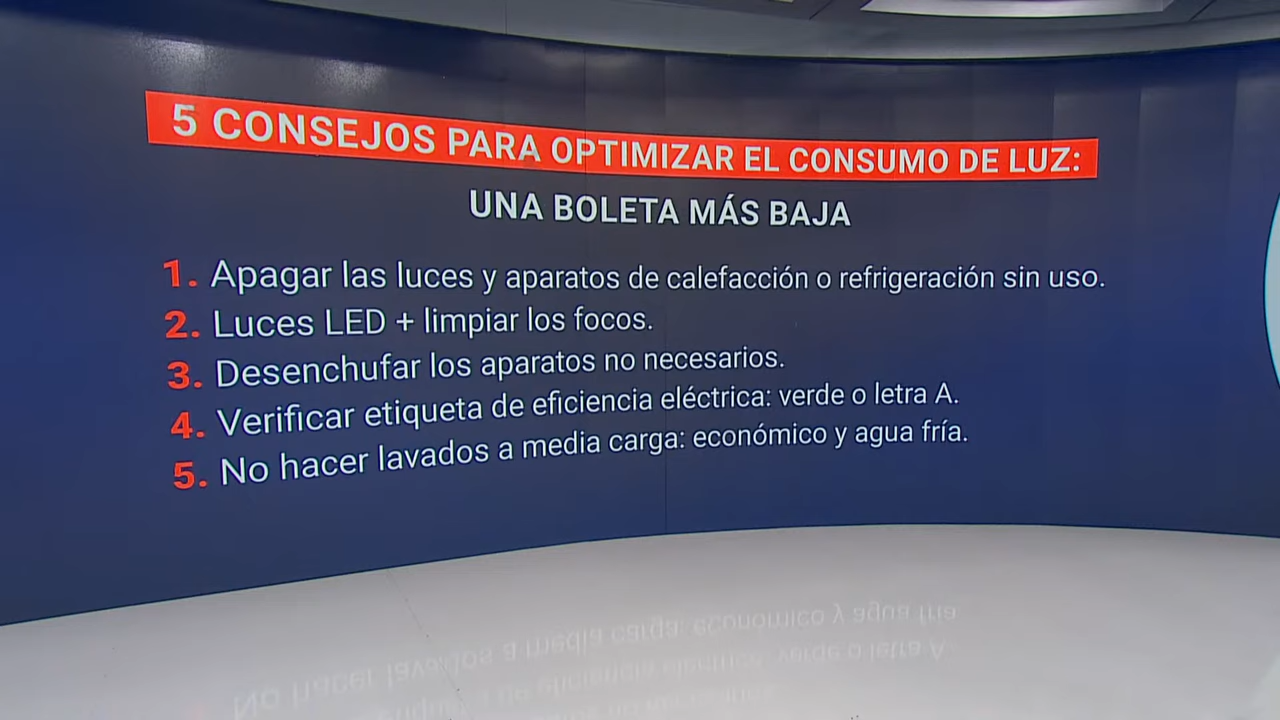 5 CONSEJOS PARA OPTIMIZAR EL CONSUMO DE LUZ:
UNA BOLETA MÁS BAJA
1. Apagar las luces y aparatos de calefacción o refrigeración sin uso.
2. Luces LED + limpiar los focos.
3. Desenchufar los aparatos no necesarios.
4. Verificar etiqueta de eficiencia eléctrica: verde o letra A.
5. No hacer lavados a media carga: económico y agua fría.